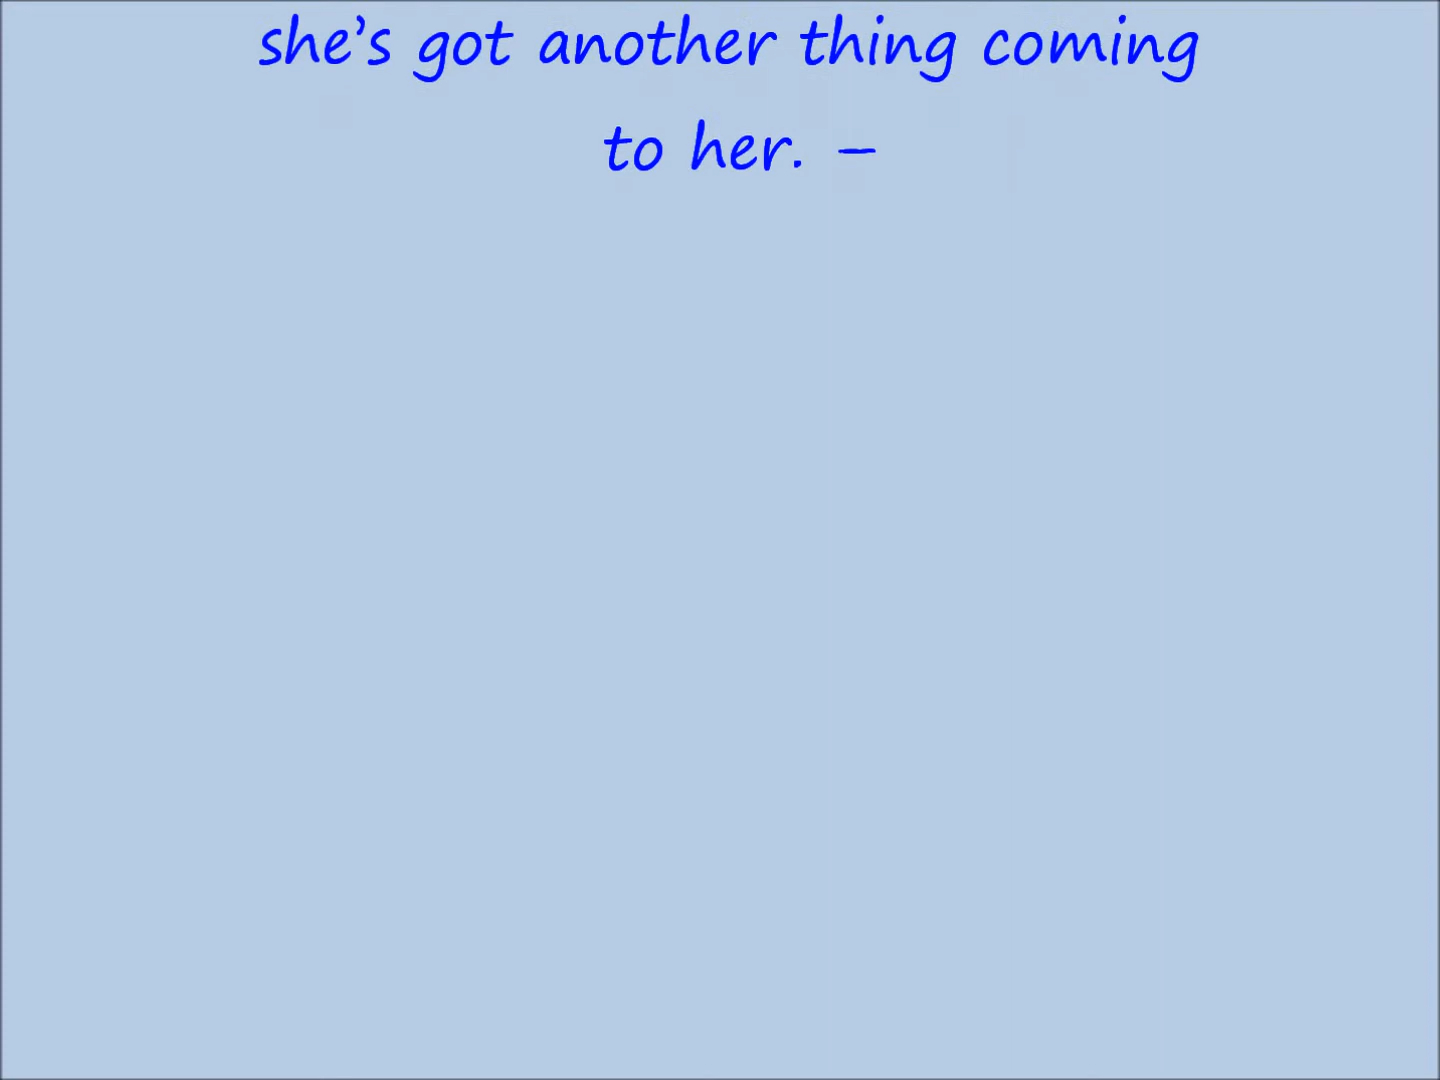 she’s got another thing coming
to her. –